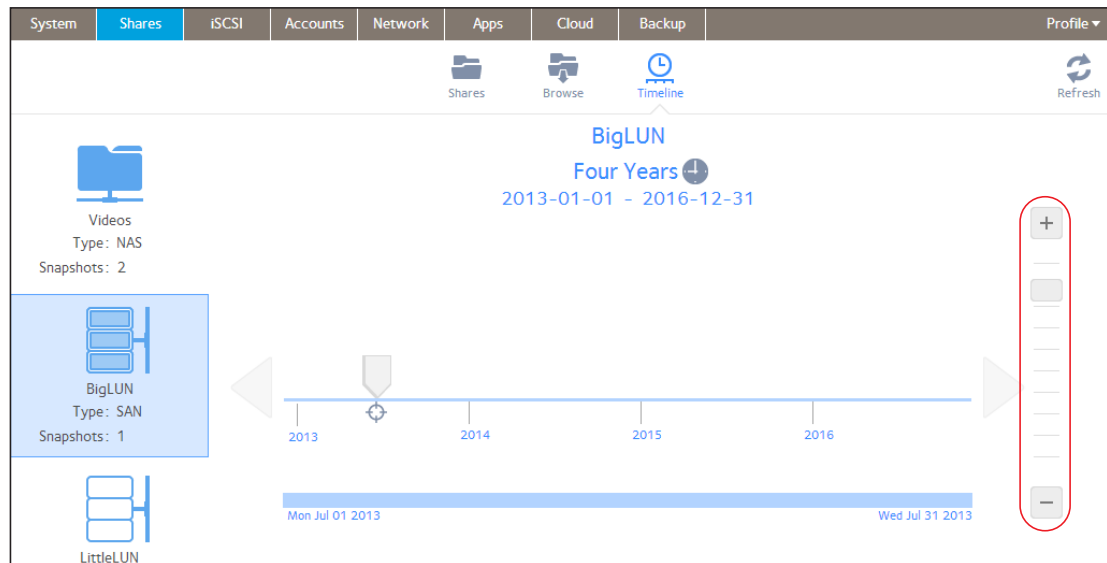 System Shares iSCSI Accounts Network Apps Cloud Backup Profile ▾
Shares Browse Timeline Refresh
BigLUN
Four Years
2013-01-01 - 2016-12-31
Videos
Type: NAS
Snapshots: 2
BigLUN
Type: SAN
Snapshots: 1
LittleLUN
+
2013 2014 2015 2016
Mon Jul 01 2013 Wed Jul 31 2013
−